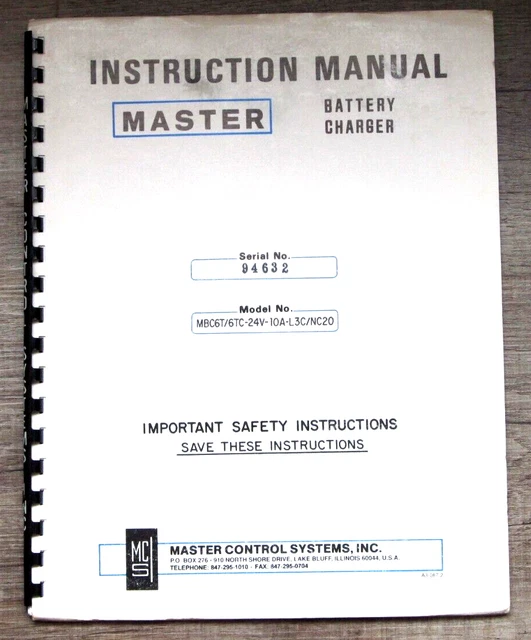 INSTRUCTION MANUAL
MASTER
BATTERY
CHARGER
Serial No.
94632
Model No.
MBC6T/6TC-24V-10A-L3C/NC20
IMPORTANT SAFETY INSTRUCTIONS
SAVE THESE INSTRUCTIONS
MCS
MASTER CONTROL SYSTEMS, INC.
P.O. BOX 276 - 910 NORTH SHORE DRIVE, LAKE BLUFF, ILLINOIS 60044, U.S.A.
TELEPHONE: 847-295-1010 - FAX: 847-295-0704